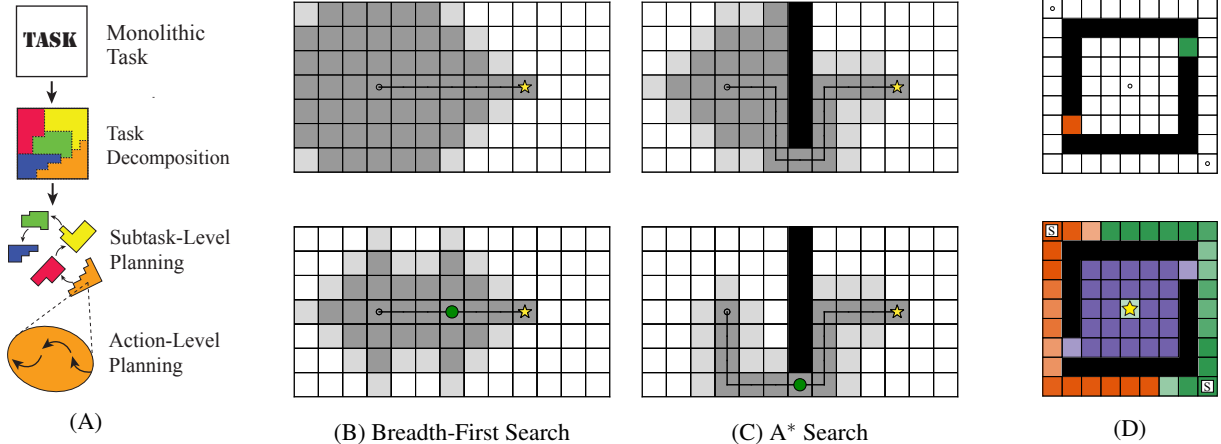 TASK
Monolithic
Task
Task
Decomposition
Subtask-Level
Planning
Action-Level
Planning
(A)
(B) Breadth-First Search
(C) A* Search
S
S
(D)